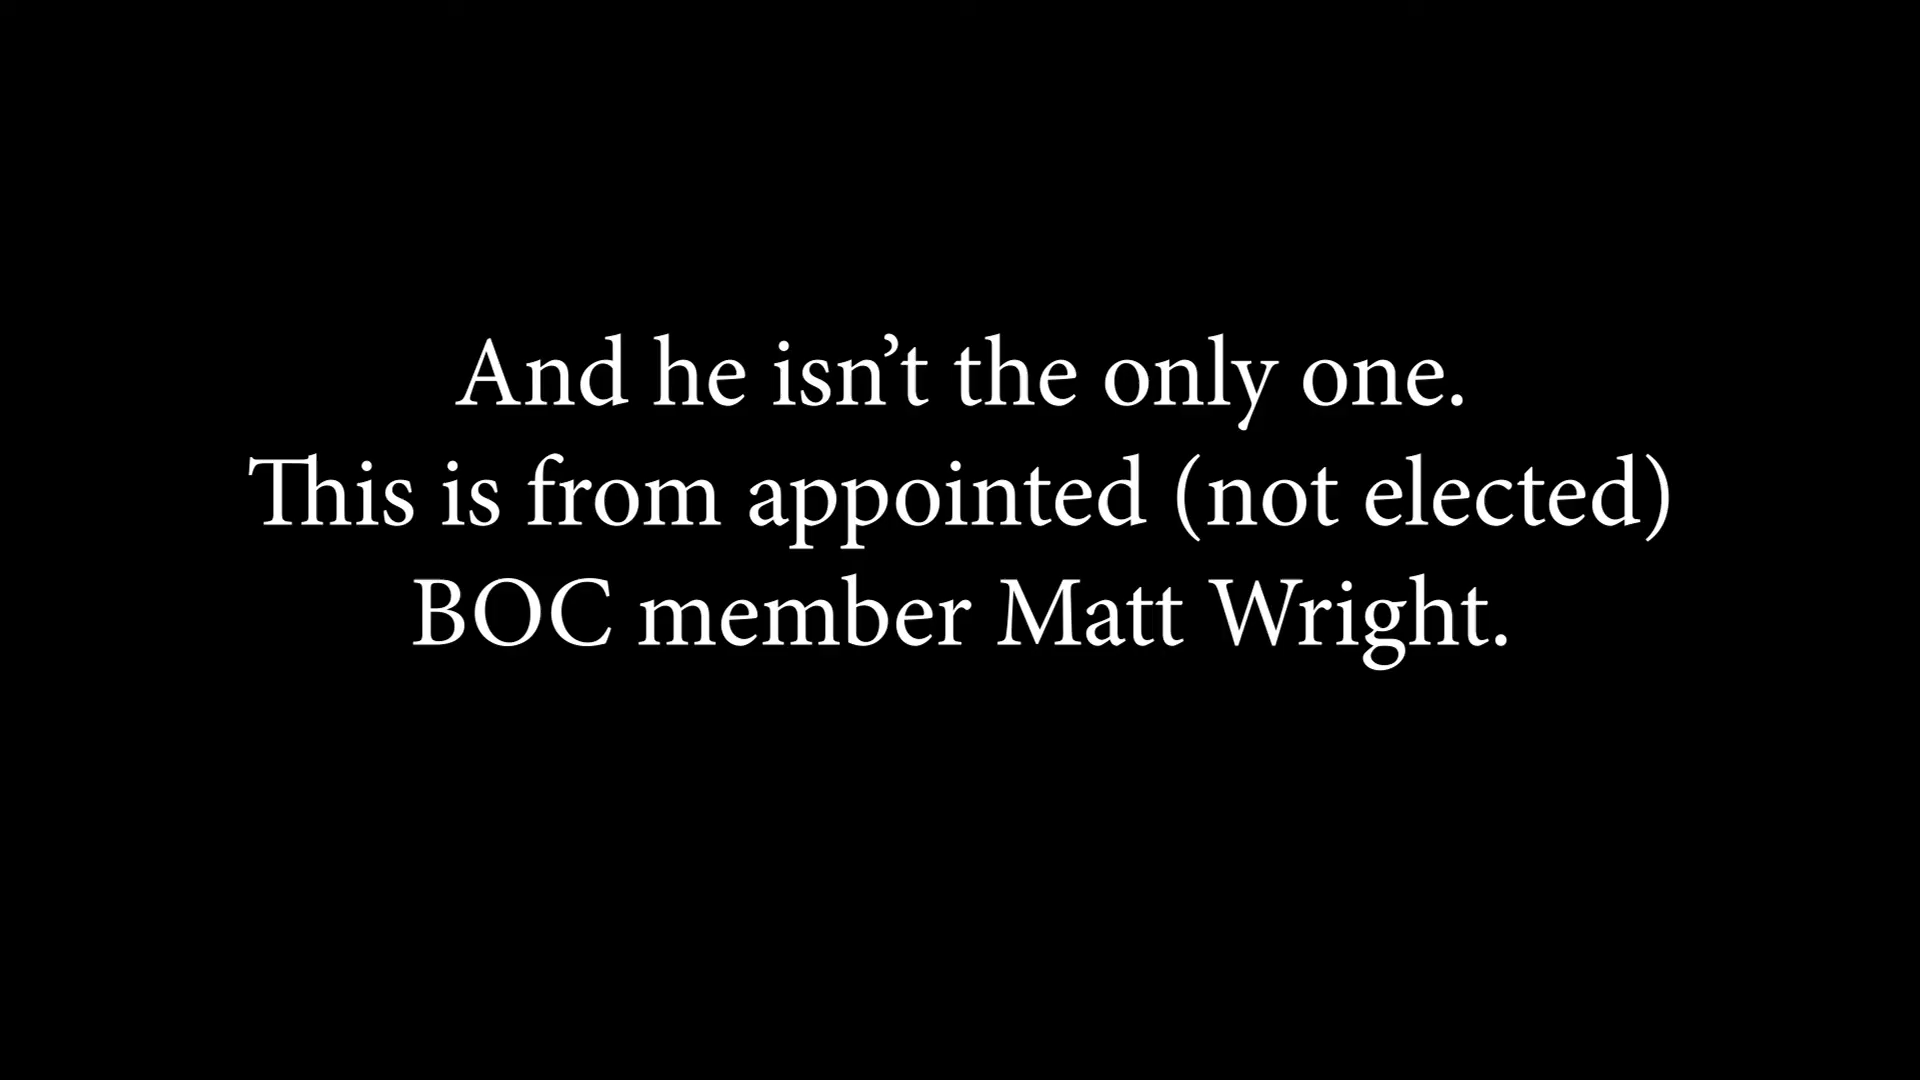 And he isn’t the only one.
This is from appointed (not elected)
BOC member Matt Wright.